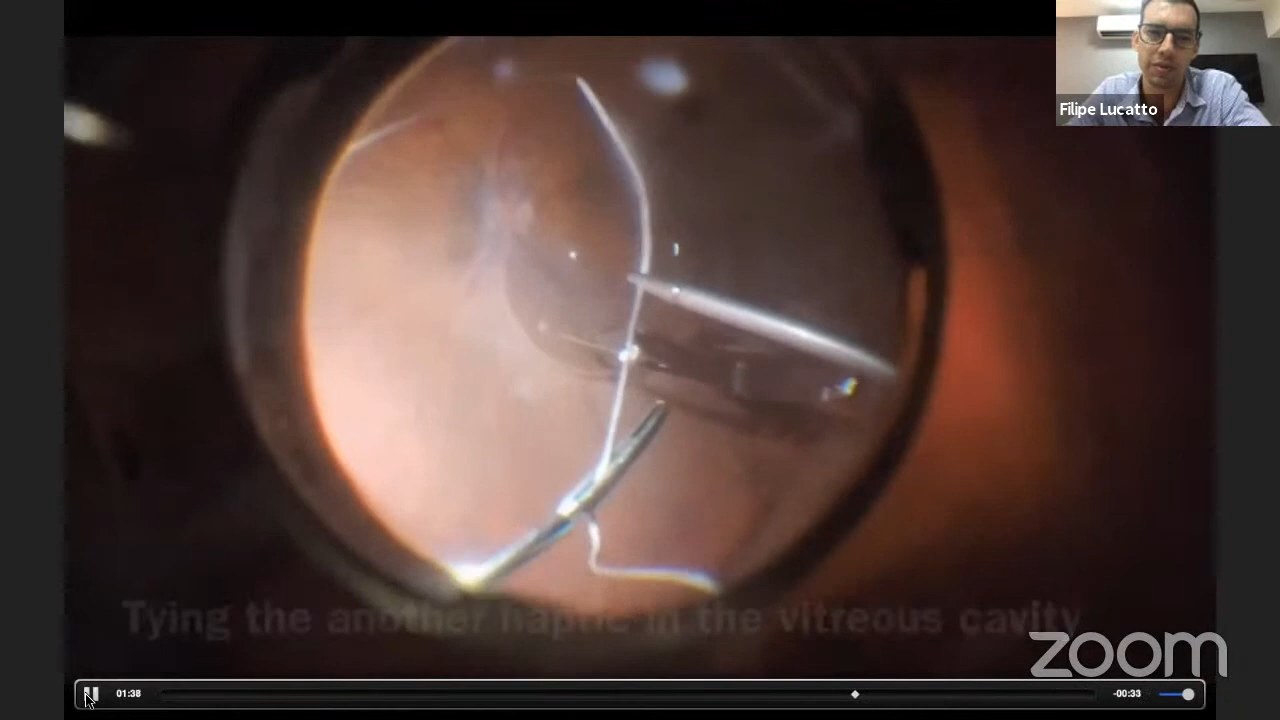 Filipe Lucatto
Tying the another haptic in the vitreous cavity
zoom
01:38
-00:33